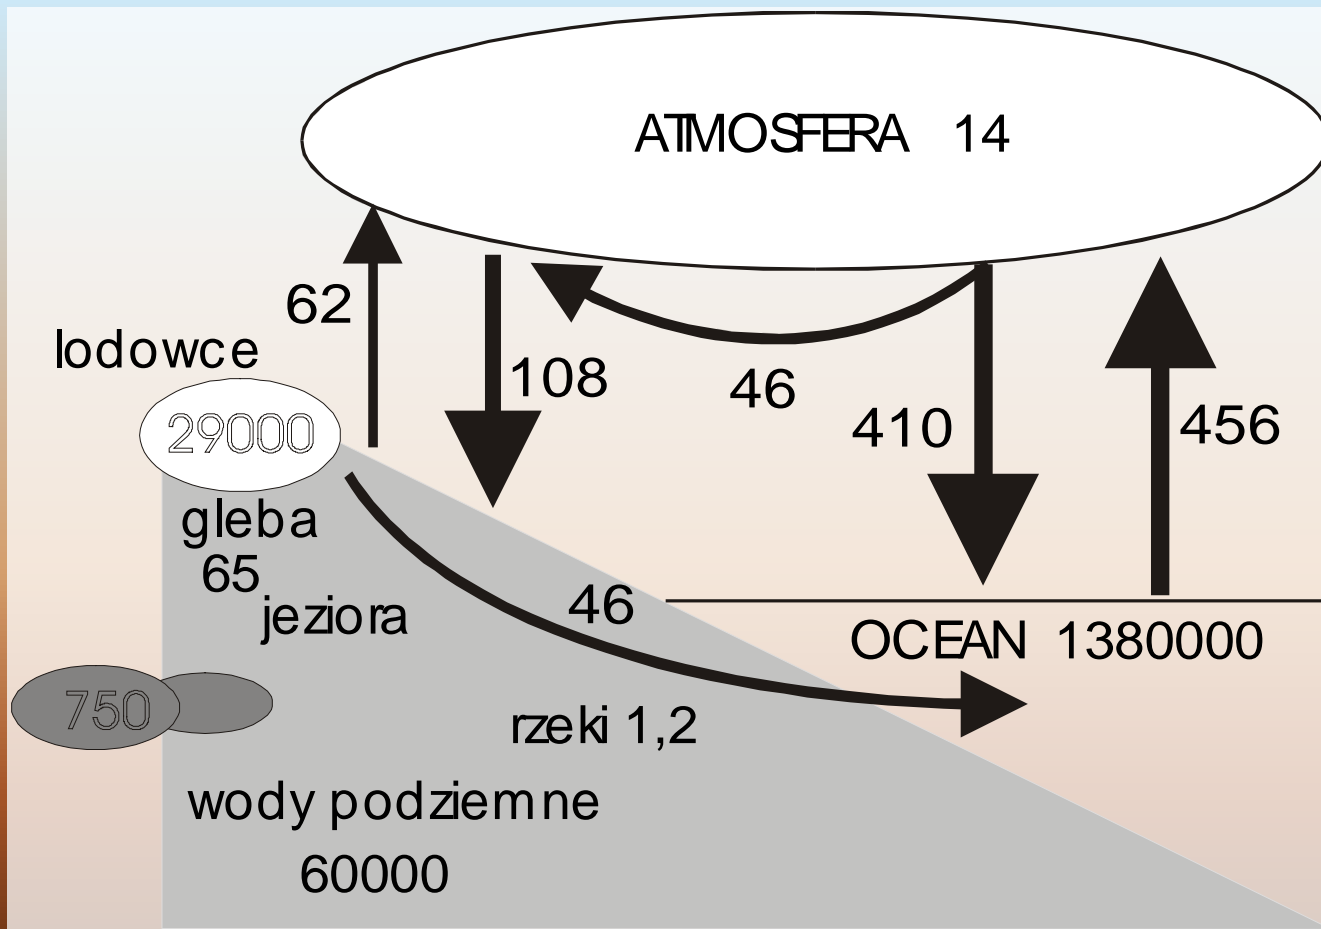 ATMOSFERA 14
62
lodowce
108
46
410
456
29000
gleba
65
jeziora
46
OCEAN 1380000
750
rzeki 1,2
wody podziemne
60000